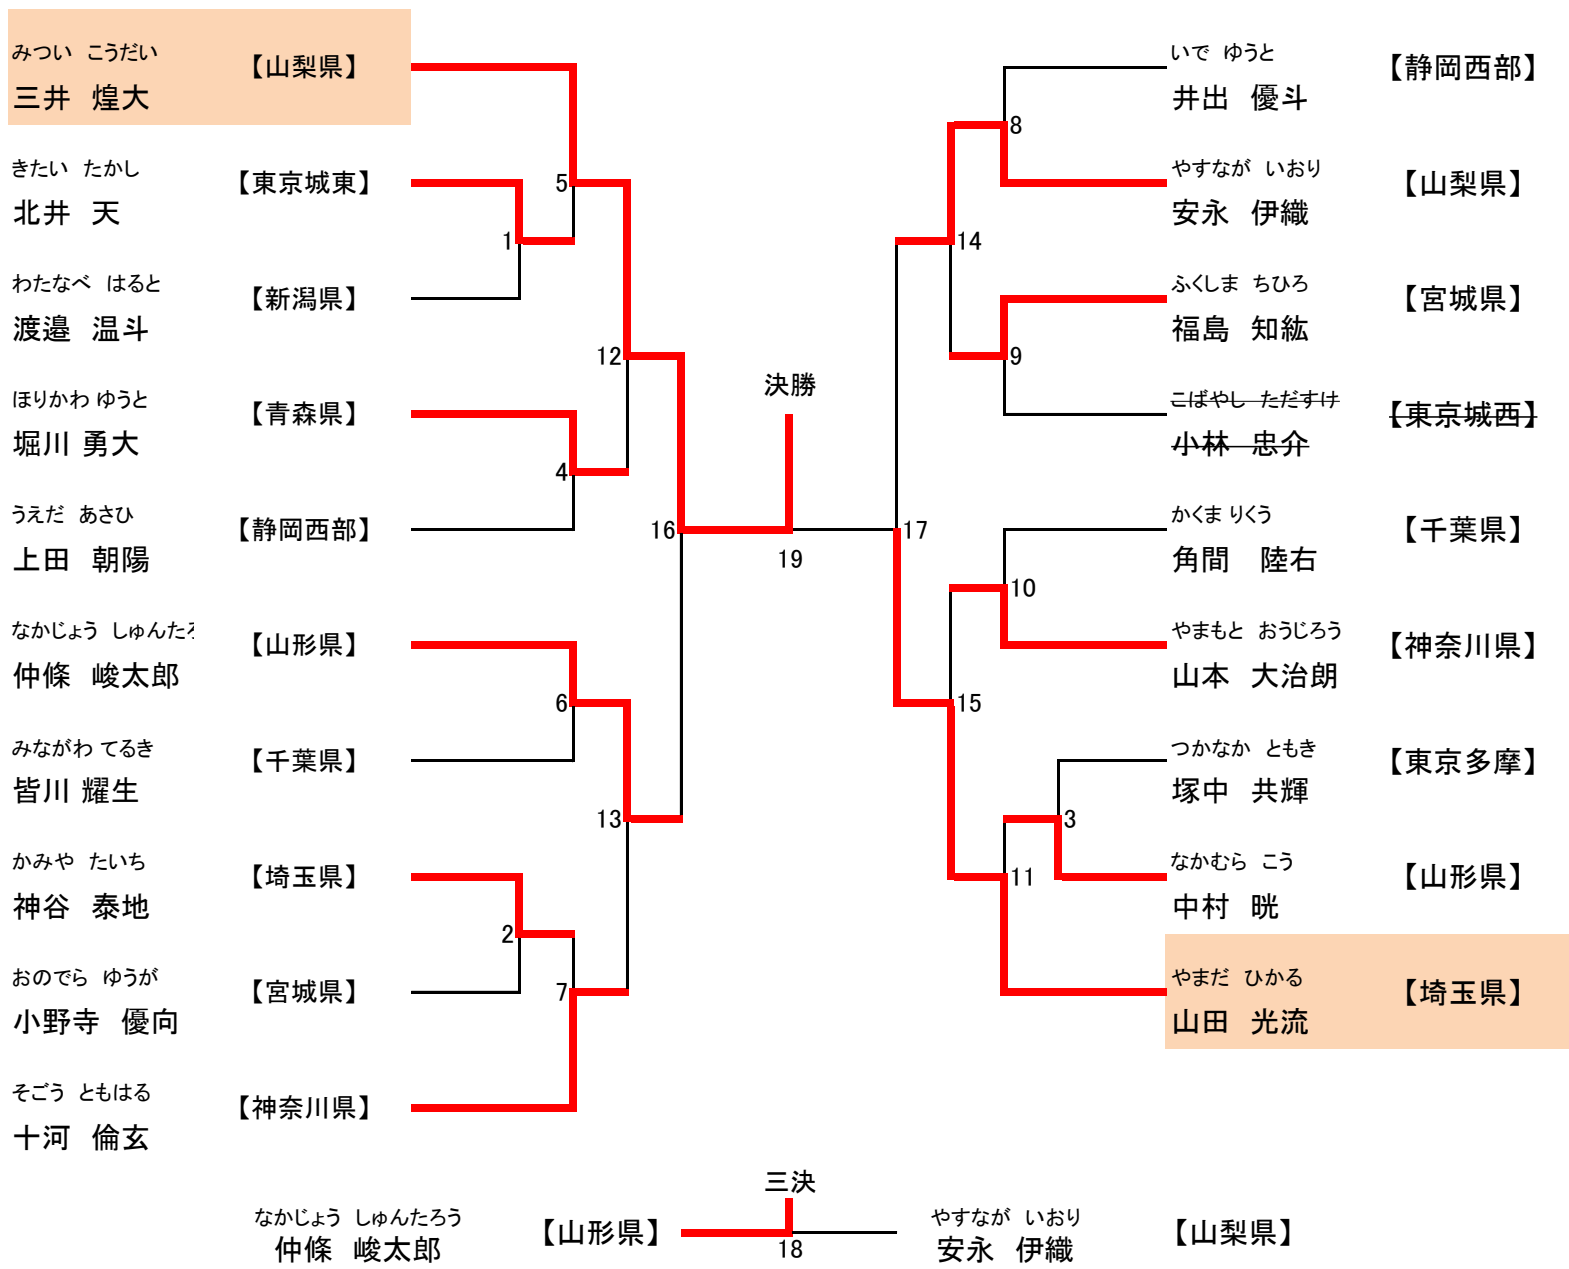 みつい　こうだい
三井　煌大
【山梨県】
きたい　たかし
北井　天
【東京城東】
わたなべ　はると
渡邉　温斗
【新潟県】
ほりかわ ゆうと
堀川 勇大
【青森県】
うえだ　あさひ
上田　朝陽
【静岡西部】
なかじょう　しゅんたろ
仲條　峻太郎
【山形県】
みながわ てるき
皆川 耀生
【千葉県】
かみや　たいち
神谷　泰地
【埼玉県】
おのでら　ゆうが
小野寺　優向
【宮城県】
そごう　ともはる
十河　倫玄
【神奈川県】
5
1
12
4
16
6
13
2
7
決勝
19
8
14
9
17
10
15
3
11
いで　ゆうと
井出　優斗
【静岡西部】
やすなが　いおり
安永　伊織
【山梨県】
ふくしま　ちひろ
福島　知紘
【宮城県】
こばやし　ただすけ
小林　忠介
【東京城西】
かくま りくう
角間　陸右
【千葉県】
やまもと　おうじろう
山本　大治朗
【神奈川県】
つかなか　ともき
塚中　共輝
【東京多摩】
なかむら　こう
中村　晄
【山形県】
やまだ　ひかる
山田　光流
【埼玉県】
三決
なかじょう　しゅんたろう
仲條　峻太郎
【山形県】
18
やすなが　いおり
安永　伊織
【山梨県】